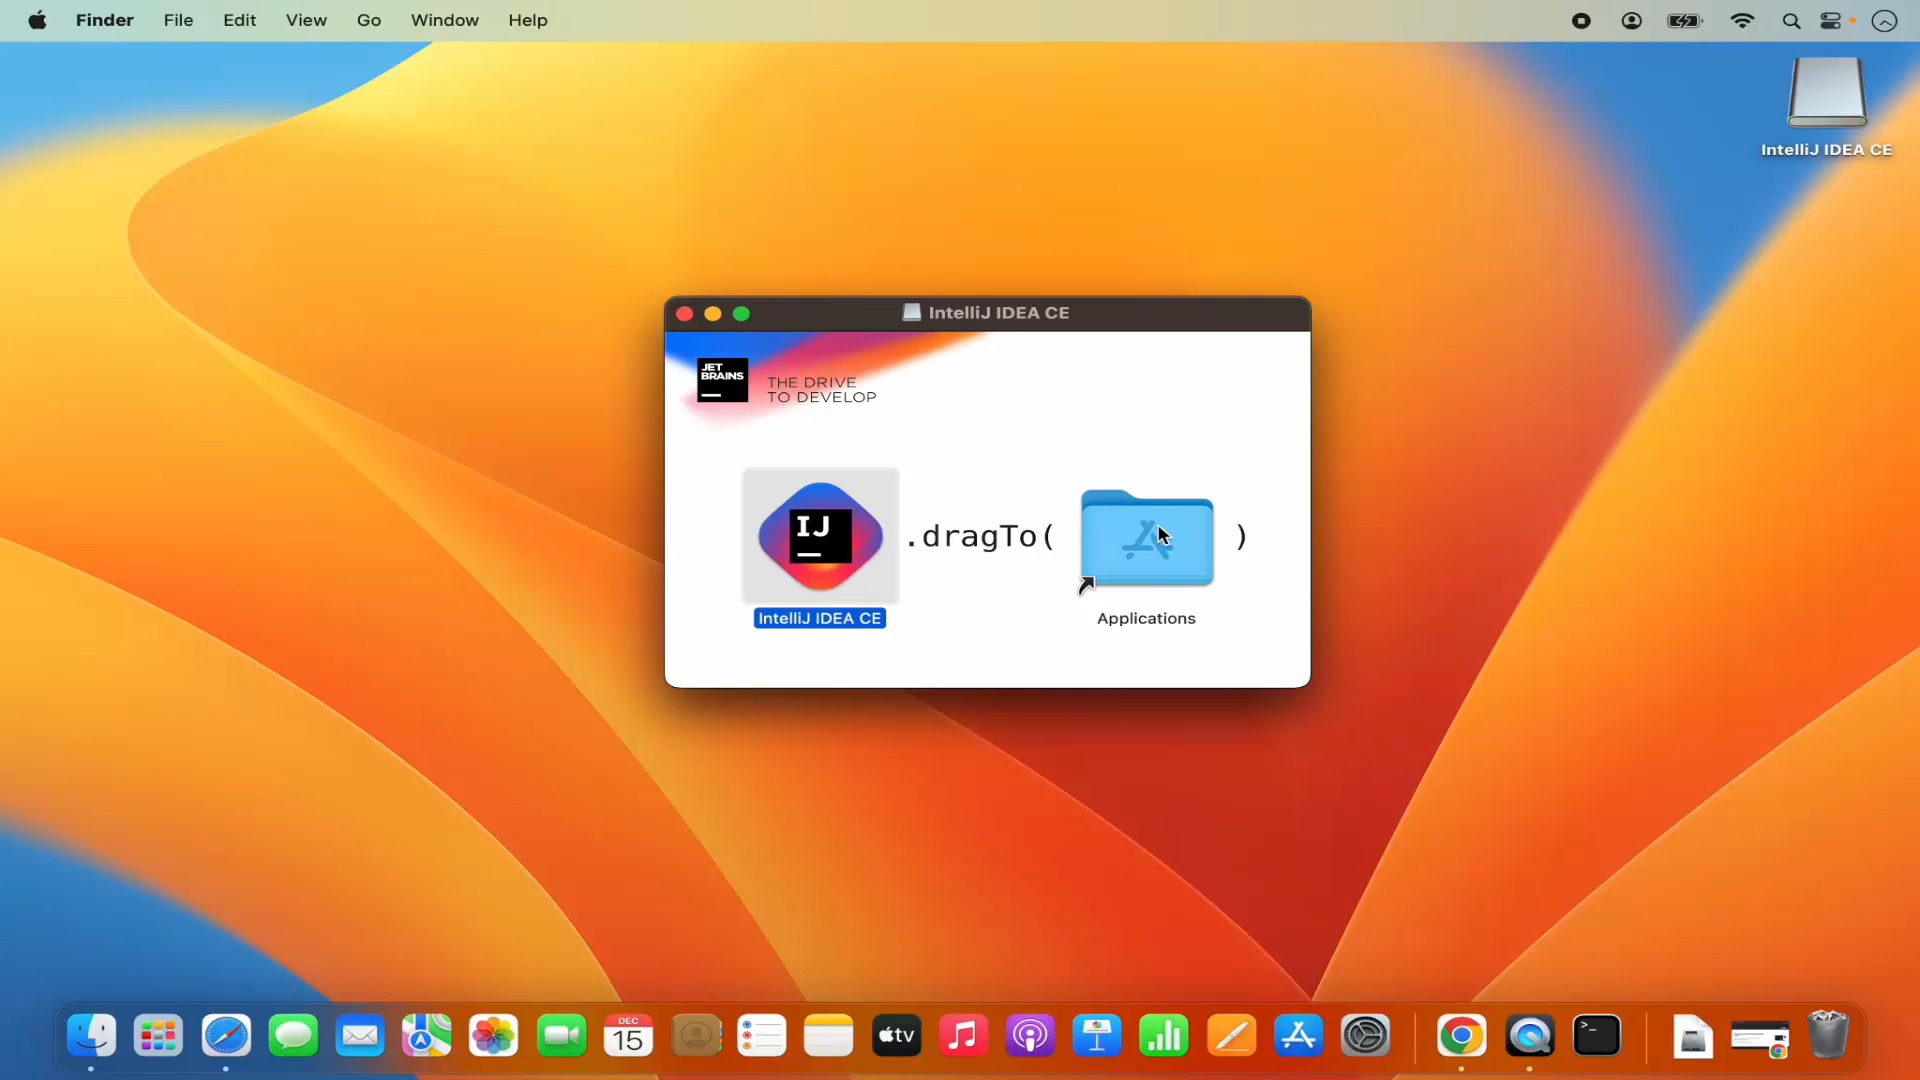 Finder File Edit View Go Window Help
IntelliJ IDEA CE
IntelliJ IDEA CE
JET
BRAINS
THE DRIVE
TO DEVELOP
IJ
.dragTo( )
IntelliJ IDEA CE
Applications
DEC
15
tv
>_